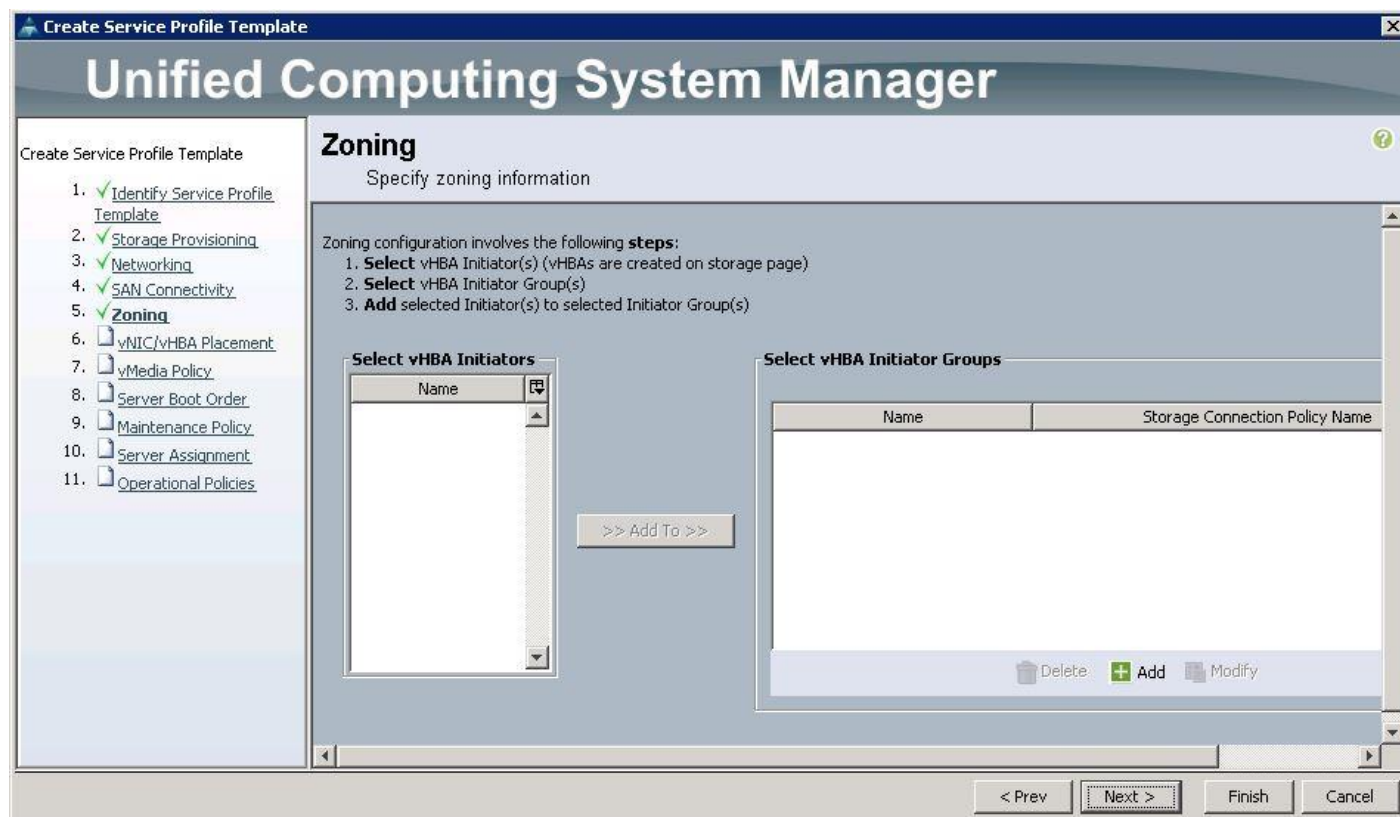 Create Service Profile Template
Unified Computing System Manager
Create Service Profile Template
1. Identify Service Profile
Template
2. Storage Provisioning
3. Networking
4. SAN Connectivity
5. Zoning
6. vNIC/vHBA Placement
7. vMedia Policy
8. Server Boot Order
9. Maintenance Policy
10. Server Assignment
11. Operational Policies
Zoning
Specify zoning information
Zoning configuration involves the following steps:
1. Select vHBA Initiator(s) (vHBAs are created on storage page)
2. Select vHBA Initiator Group(s)
3. Add selected Initiator(s) to selected Initiator Group(s)
Select vHBA Initiators
Name
>> Add To >>
Select vHBA Initiator Groups
Name Storage Connection Policy Name
Delete Add Modify
< Prev Next > Finish Cancel